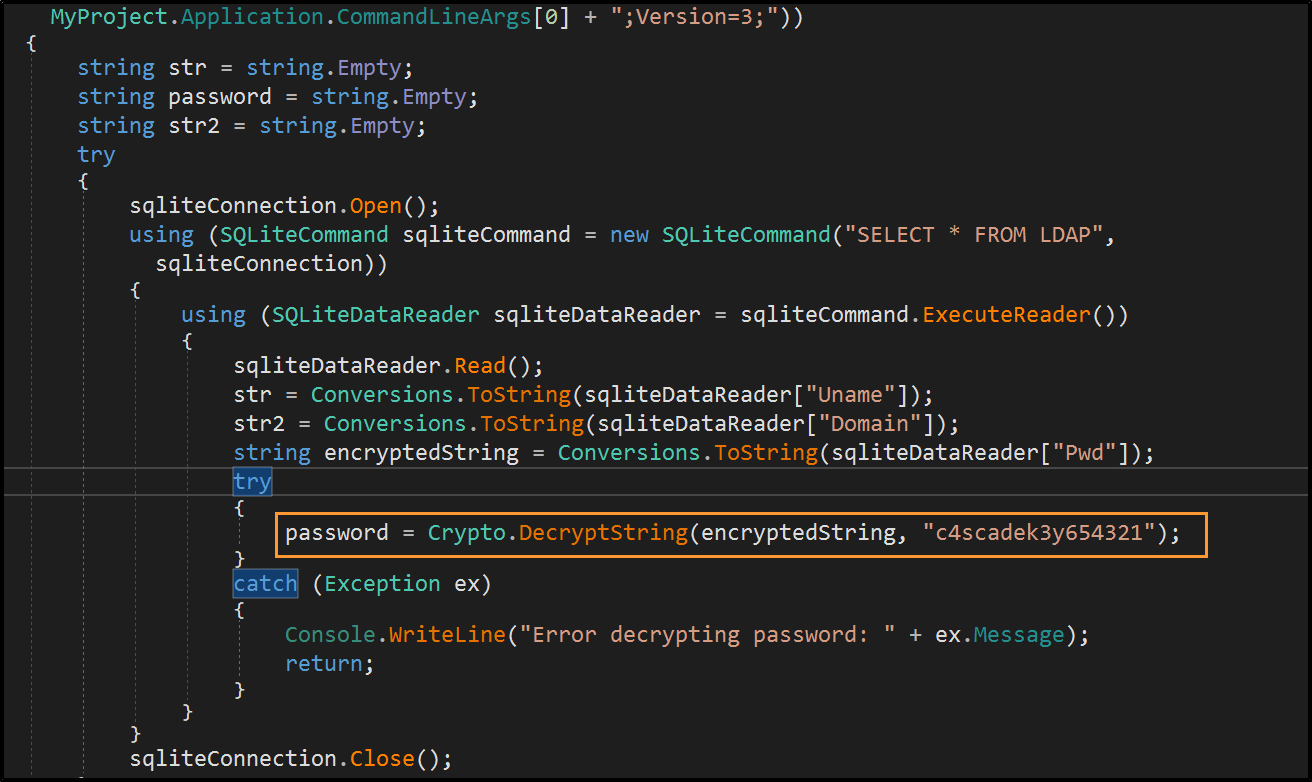 MyProject.Application.CommandLineArgs[0] + ";Version=3;"))
{
string str = string.Empty;
string password = string.Empty;
string str2 = string.Empty;
try
{
sqliteConnection.Open();
using (SQLiteCommand sqliteCommand = new SQLiteCommand("SELECT * FROM LDAP",
sqliteConnection))
{
using (SQLiteDataReader sqliteDataReader = sqliteCommand.ExecuteReader())
{
sqliteDataReader.Read();
str = Conversions.ToString(sqliteDataReader["Uname"]);
str2 = Conversions.ToString(sqliteDataReader["Domain"]);
string encryptedString = Conversions.ToString(sqliteDataReader["Pwd"]);
try
{
password = Crypto.DecryptString(encryptedString, "c4scadek3y654321");
}
catch (Exception ex)
{
Console.WriteLine("Error decrypting password: " + ex.Message);
return;
}
}
}
sqliteConnection.Close();